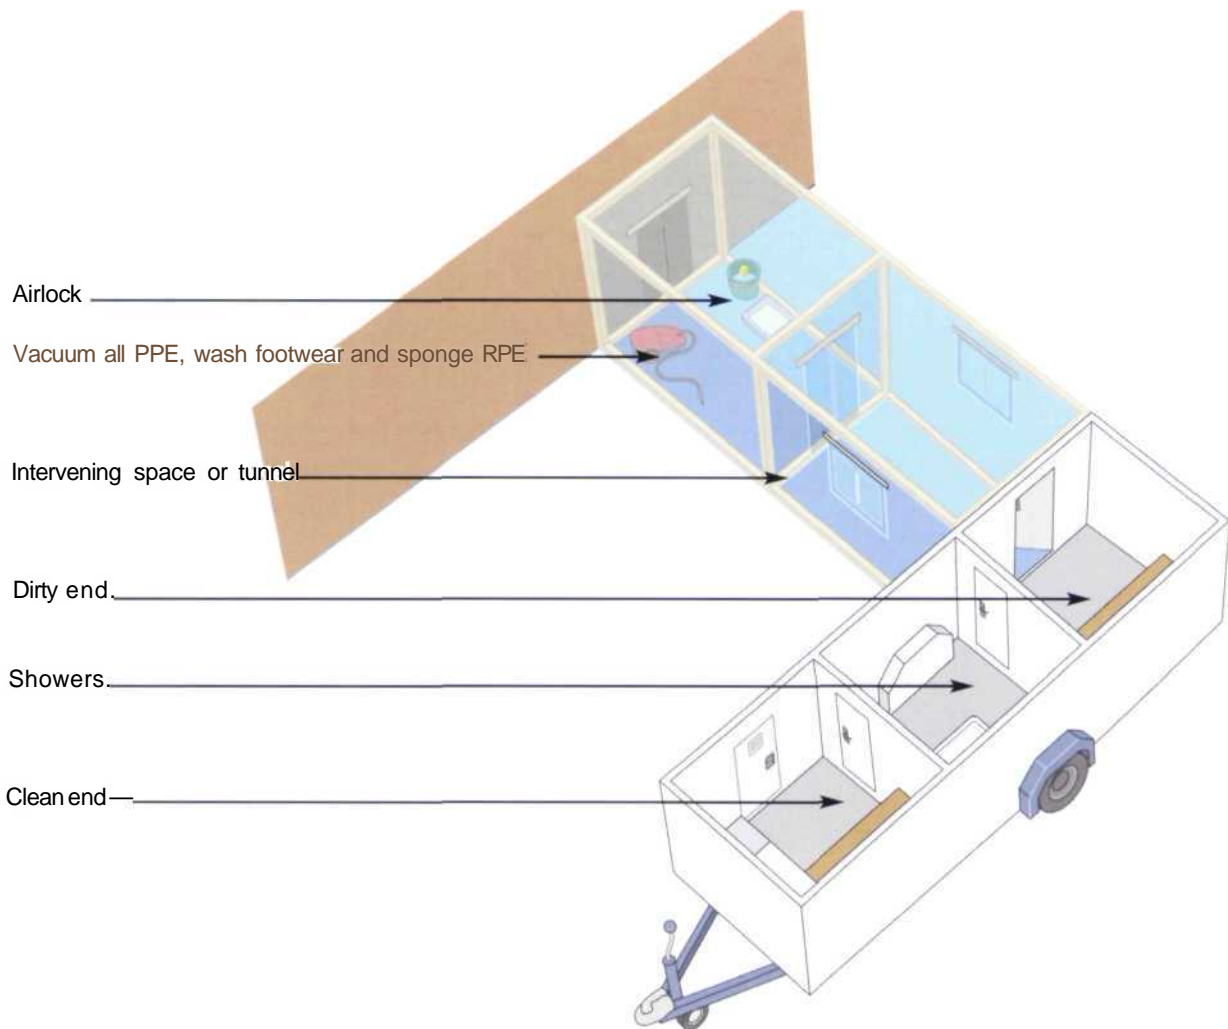 Airlock
Vacuum all PPE, wash footwear and sponge RPE
Intervening space or tunnel
Dirty end.
Showers.
Clean end —